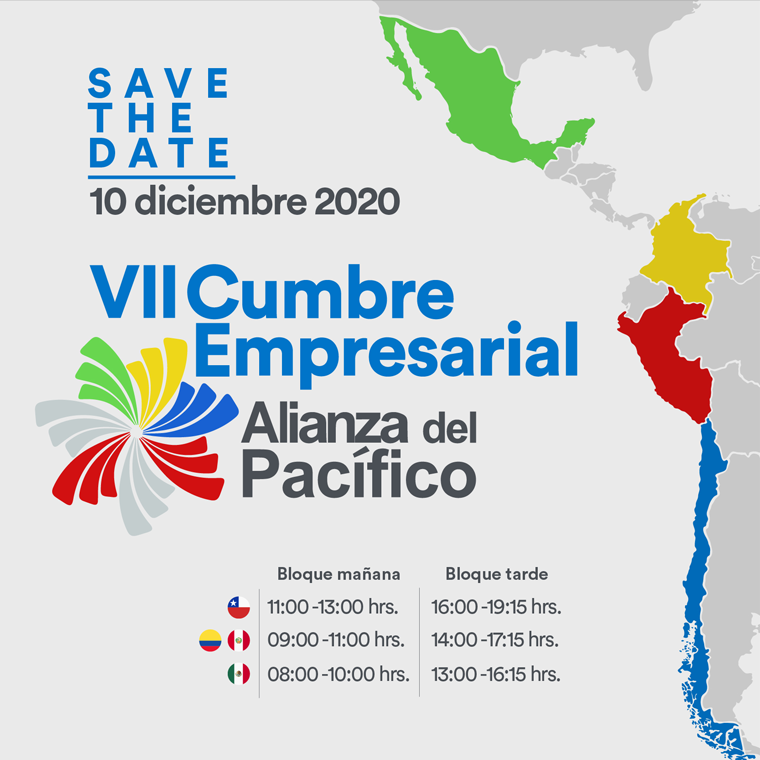 SAVE
THE
DATE
10 diciembre 2020
VII Cumbre
Empresarial
Alianza del
Pacífico
Bloque mañana Bloque tarde
11:00 -13:00 hrs. 16:00 -19:15 hrs.
09:00 -11:00 hrs. 14:00 -17:15 hrs.
08:00 -10:00 hrs. 13:00 -16:15 hrs.